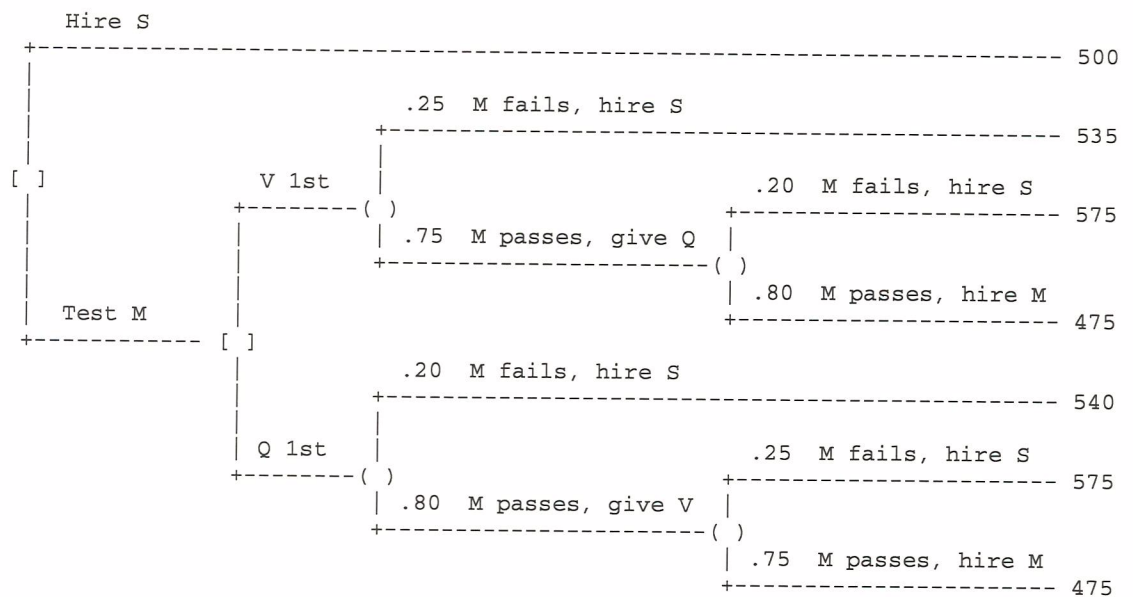 Hire S
500
.25 M fails, hire S
535
[ ]
V 1st
( )
.20 M fails, hire S
575
.75 M passes, give Q
( )
.80 M passes, hire M
475
Test M
[ ]
.20 M fails, hire S
540
Q 1st
( )
.25 M fails, hire S
575
.80 M passes, give V
( )
.75 M passes, hire M
475